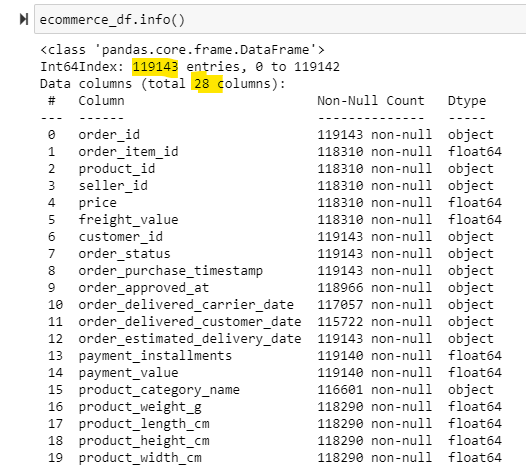 ecommerce_df.info()
<class 'pandas.core.frame.DataFrame'>
Int64Index: 119143 entries, 0 to 119142
Data columns (total 28 columns):
 #   Column                         Non-Null Count   Dtype
---  ------                         --------------   -----
 0   order_id                       119143 non-null  object
 1   order_item_id                  118310 non-null  float64
 2   product_id                     118310 non-null  object
 3   seller_id                      118310 non-null  object
 4   price                          118310 non-null  float64
 5   freight_value                  118310 non-null  float64
 6   customer_id                    119143 non-null  object
 7   order_status                   119143 non-null  object
 8   order_purchase_timestamp       119143 non-null  object
 9   order_approved_at              118966 non-null  object
 10  order_delivered_carrier_date   117057 non-null  object
 11  order_delivered_customer_date  115722 non-null  object
 12  order_estimated_delivery_date  119143 non-null  object
 13  payment_installments           119140 non-null  float64
 14  payment_value                  119140 non-null  float64
 15  product_category_name          116601 non-null  object
 16  product_weight_g               118290 non-null  float64
 17  product_length_cm              118290 non-null  float64
 18  product_height_cm              118290 non-null  float64
 19  product_width_cm               118290 non-null  float64